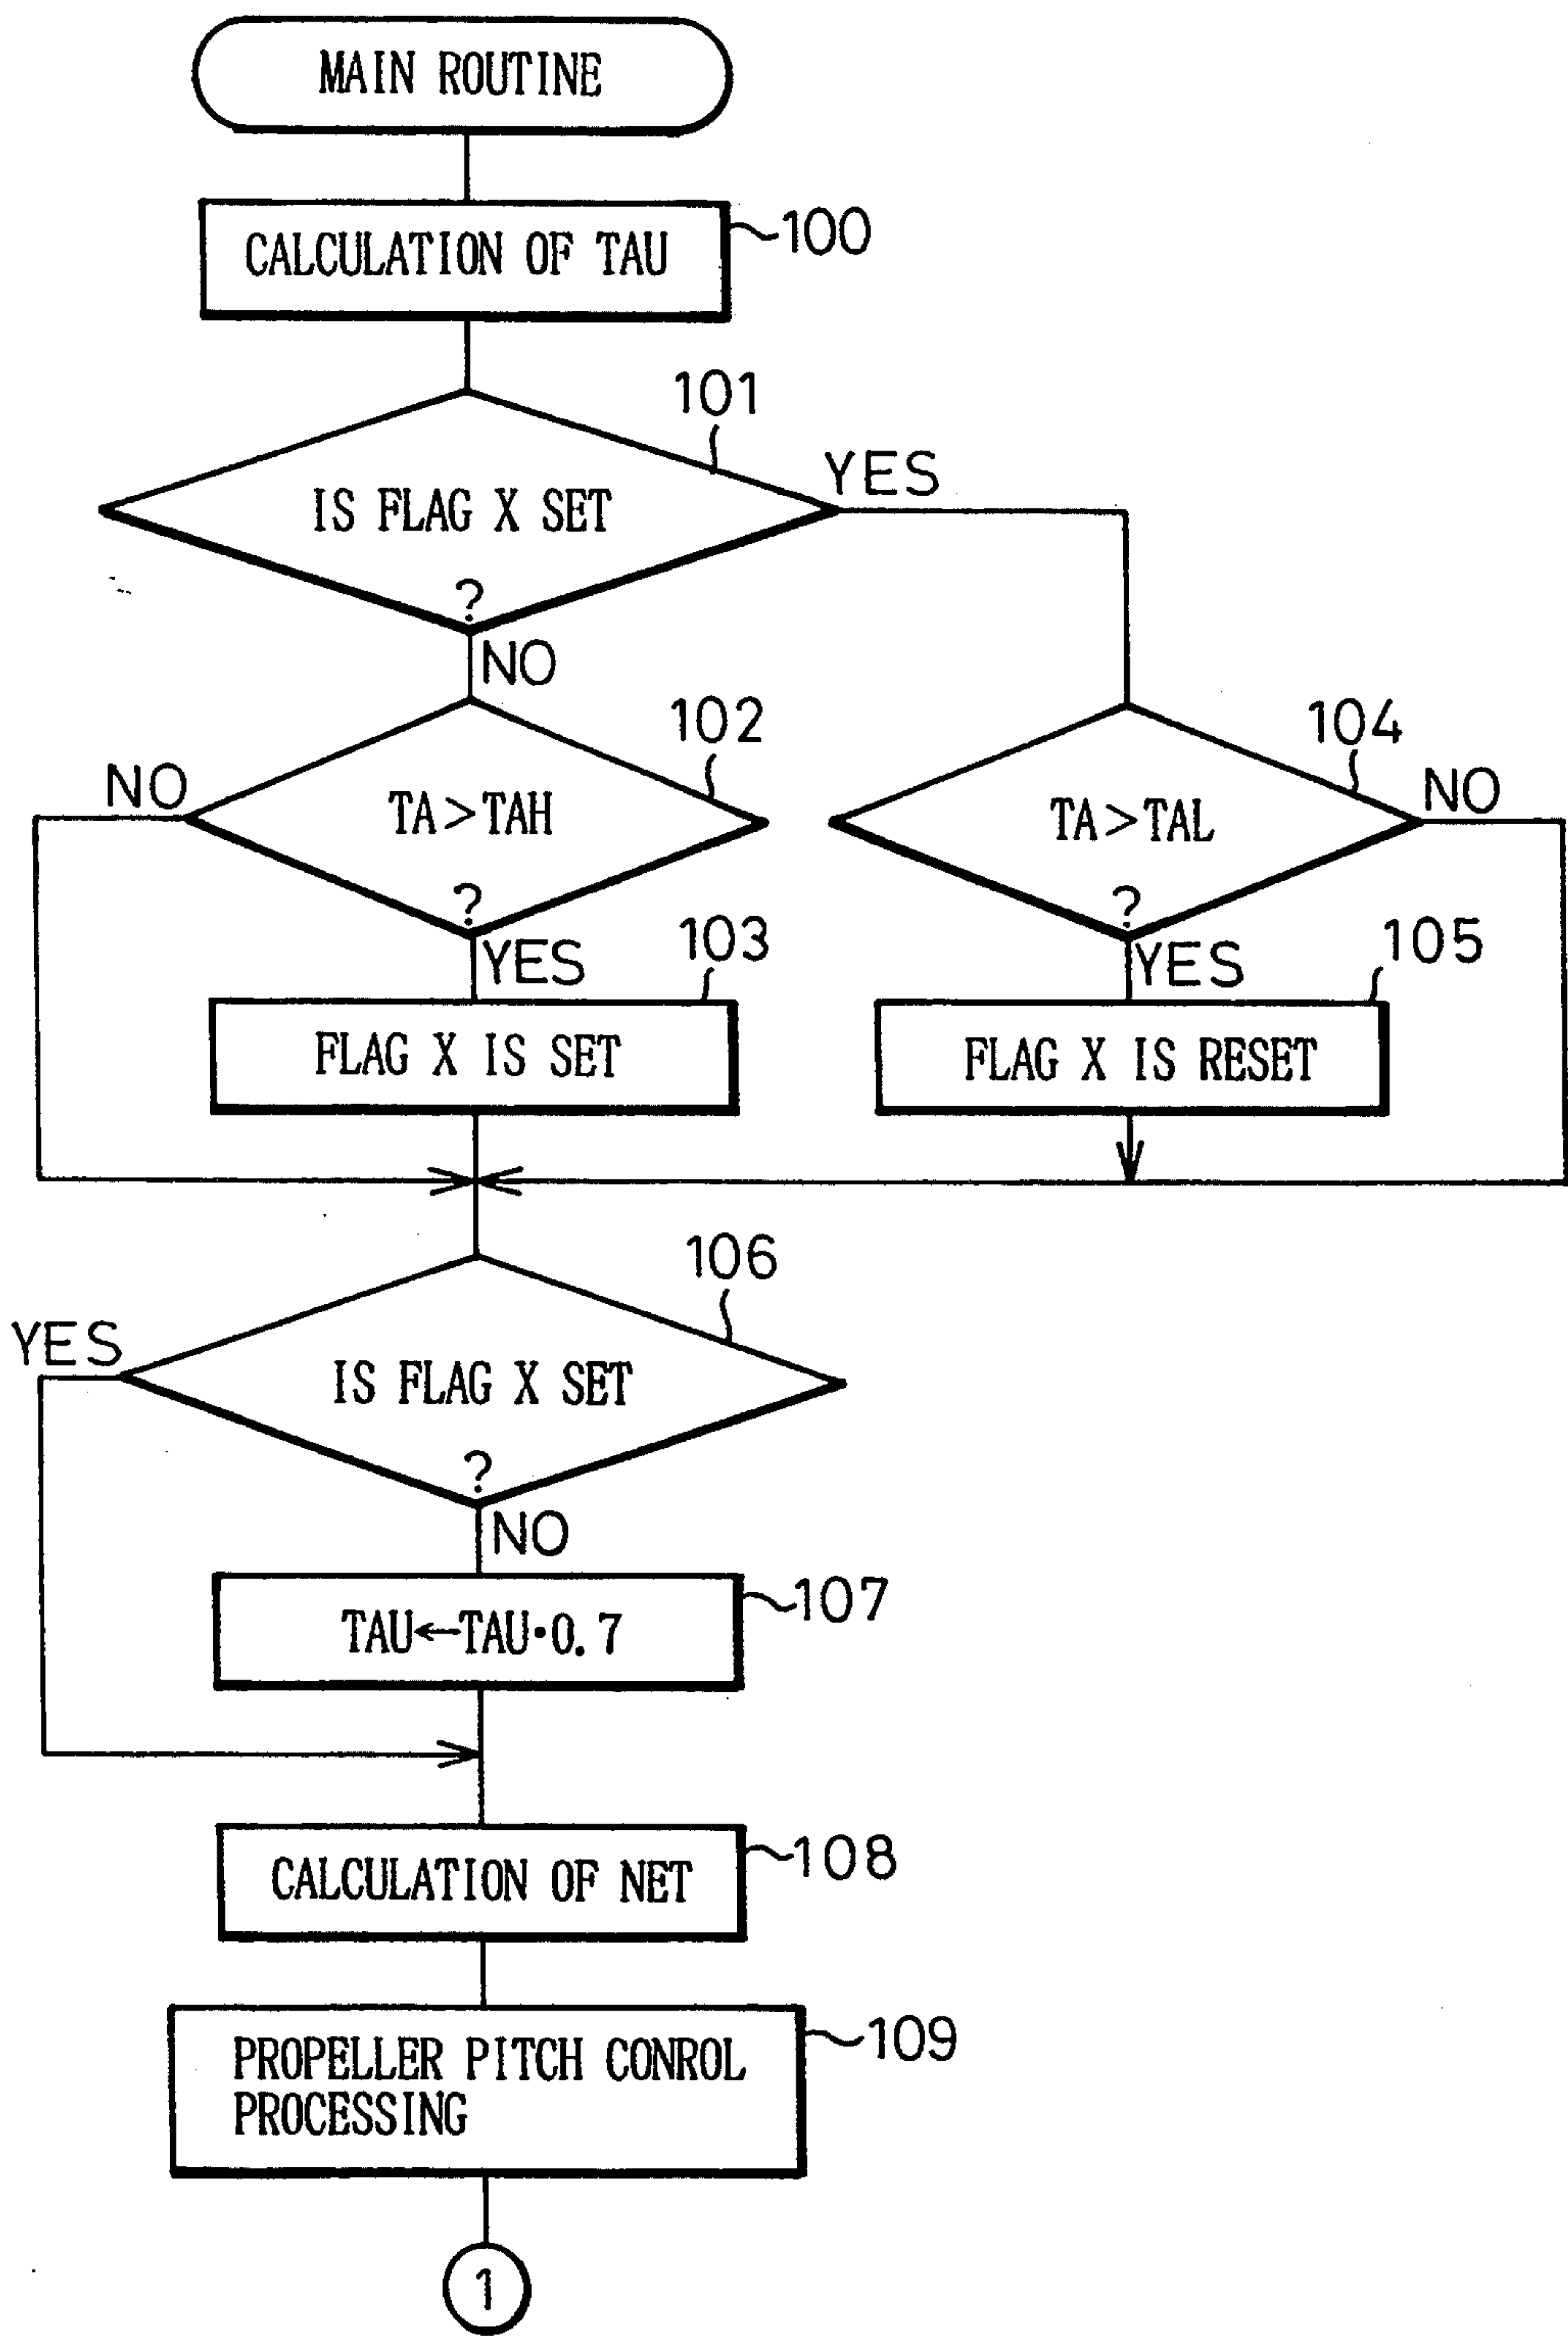 MAIN ROUTINE
CALCULATION OF TAU
100
101
IS FLAG X SET
?
YES
NO
102
TA>TAH
?
NO
YES
103
FLAG X IS SET
104
TA>TAL
?
NO
YES
105
FLAG X IS RESET
106
IS FLAG X SET
?
YES
NO
107
TAU←TAU·0.7
108
CALCULATION OF NET
109
PROPELLER PITCH CONROL
PROCESSING
1